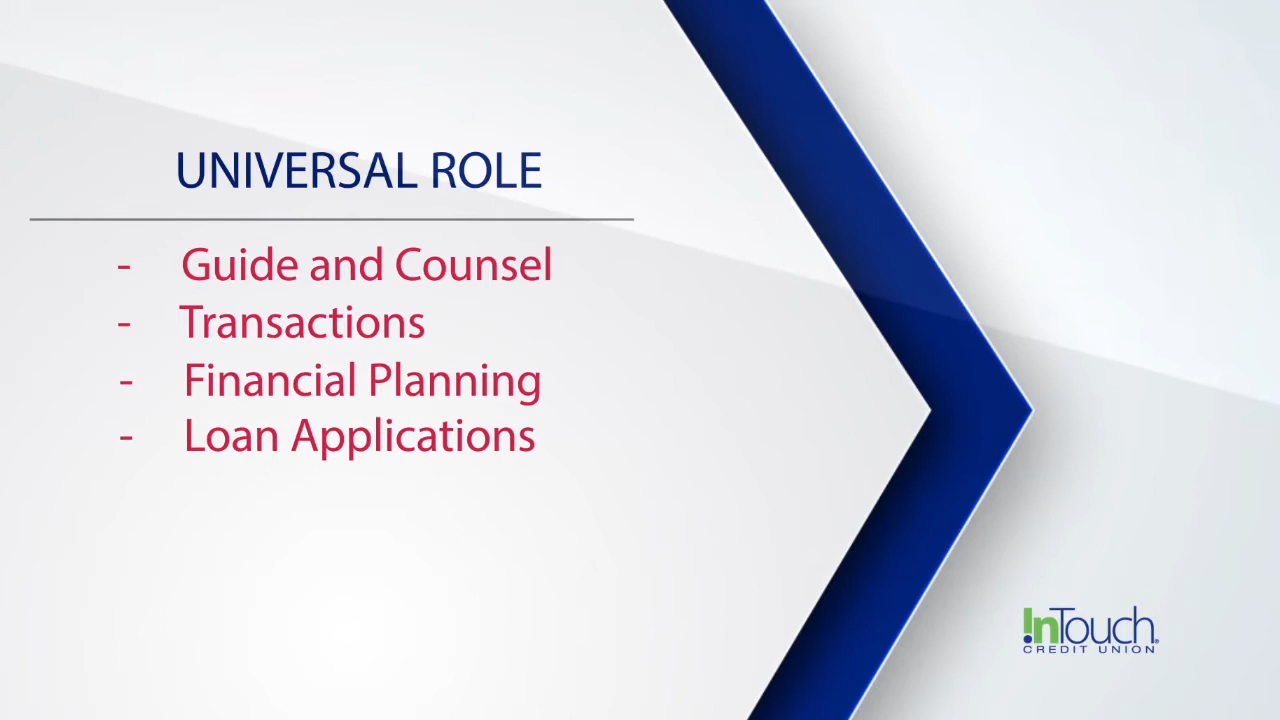 UNIVERSAL ROLE
- Guide and Counsel
- Transactions
- Financial Planning
- Loan Applications
InTouch®
CREDIT UNION